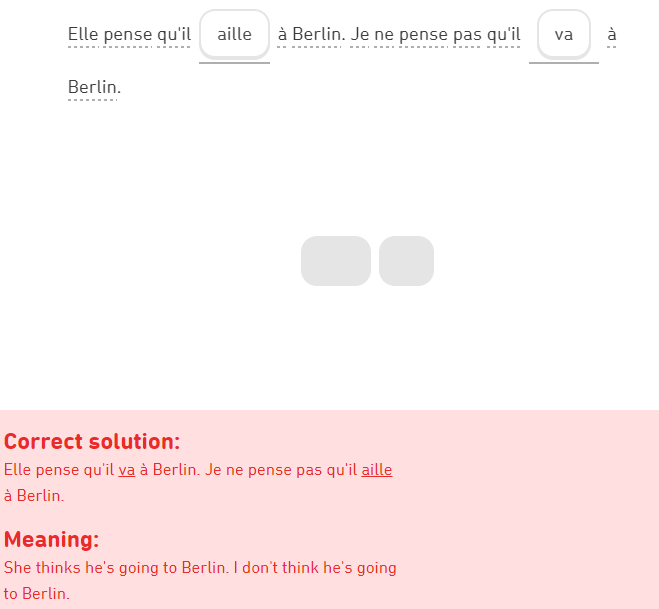 Elle pense qu'il aille à Berlin. Je ne pense pas qu'il va à
Berlin.
Correct solution:
Elle pense qu'il va à Berlin. Je ne pense pas qu'il aille
à Berlin.
Meaning:
She thinks he's going to Berlin. I don't think he's going
to Berlin.